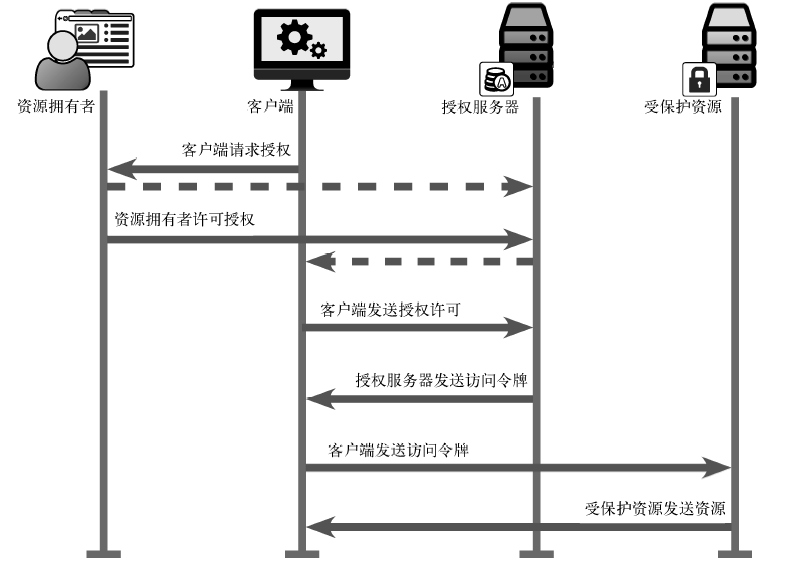 资源拥有者
客户端
授权服务器
受保护资源
客户端请求授权
资源拥有者许可授权
客户端发送授权许可
授权服务器发送访问令牌
客户端发送访问令牌
受保护资源发送资源